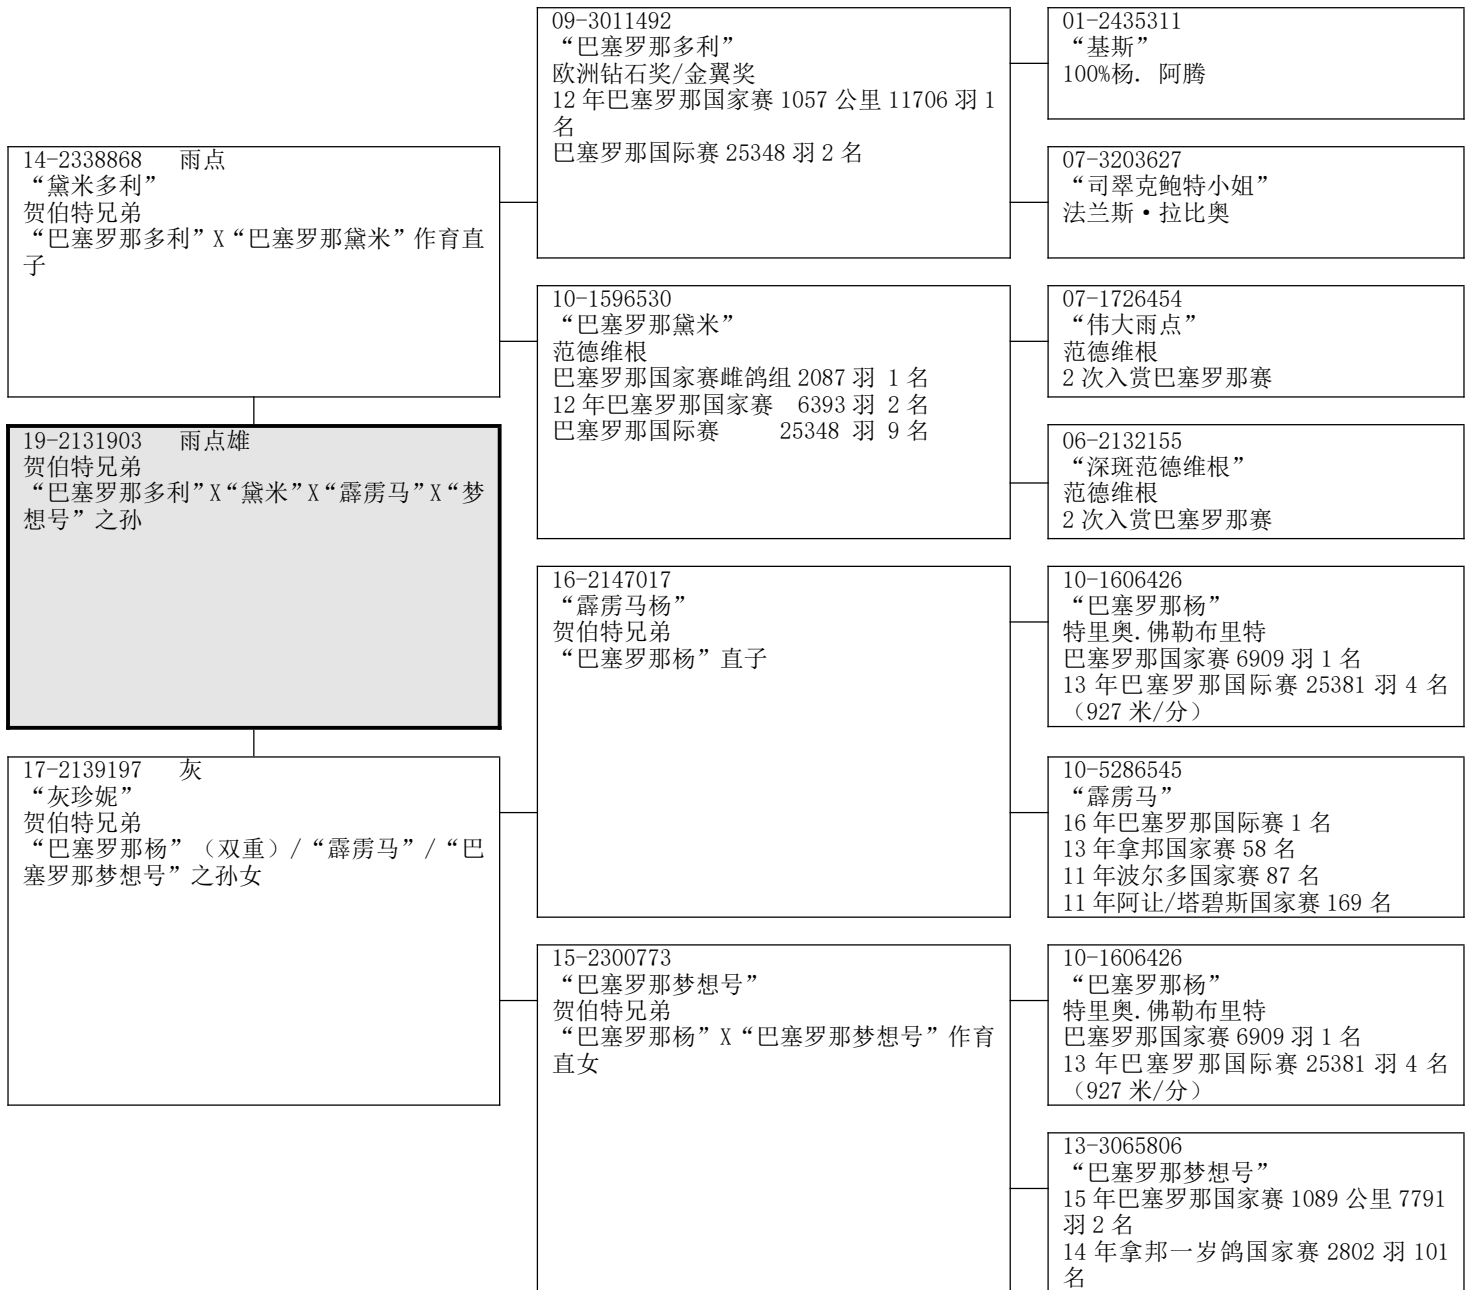 14-2338868 雨点
“黛米多利”
贺伯特兄弟
“巴塞罗那多利”X“巴塞罗那黛米”作育直
子
19-2131903 雨点雄
贺伯特兄弟
“巴塞罗那多利”X“黛米”X“霹雳马”X“梦
想号”之孙
17-2139197 灰
“灰珍妮”
贺伯特兄弟
“巴塞罗那杨”（双重）/“霹雳马”/“巴
塞罗那梦想号”之孙女
09-3011492
“巴塞罗那多利”
欧洲钻石奖/金翼奖
12 年巴塞罗那国家赛 1057 公里 11706 羽 1
名
巴塞罗那国际赛 25348 羽 2 名
10-1596530
“巴塞罗那黛米”
范德维根
巴塞罗那国家赛雌鸽组 2087 羽 1 名
12 年巴塞罗那国家赛 6393 羽 2 名
巴塞罗那国际赛 25348 羽 9 名
16-2147017
“霹雳马杨”
贺伯特兄弟
“巴塞罗那杨”直子
15-2300773
“巴塞罗那梦想号”
贺伯特兄弟
“巴塞罗那杨”X“巴塞罗那梦想号”作育
直女
01-2435311
“基斯”
100%杨. 阿腾
07-3203627
“司翠克鲍特小姐”
法兰斯·拉比奥
07-1726454
“伟大雨点”
范德维根
2 次入赏巴塞罗那赛
06-2132155
“深斑范德维根”
范德维根
2 次入赏巴塞罗那赛
10-1606426
“巴塞罗那杨”
特里奥.佛勒布里特
巴塞罗那国家赛 6909 羽 1 名
13 年巴塞罗那国际赛 25381 羽 4 名
（927 米/分）
10-5286545
“霹雳马”
16 年巴塞罗那国际赛 1 名
13 年拿邦国家赛 58 名
11 年波尔多国家赛 87 名
11 年阿让/塔碧斯国家赛 169 名
10-1606426
“巴塞罗那杨”
特里奥.佛勒布里特
巴塞罗那国家赛 6909 羽 1 名
13 年巴塞罗那国际赛 25381 羽 4 名
（927 米/分）
13-3065806
“巴塞罗那梦想号”
15 年巴塞罗那国家赛 1089 公里 7791
羽 2 名
14 年拿邦一岁鸽国家赛 2802 羽 101
名